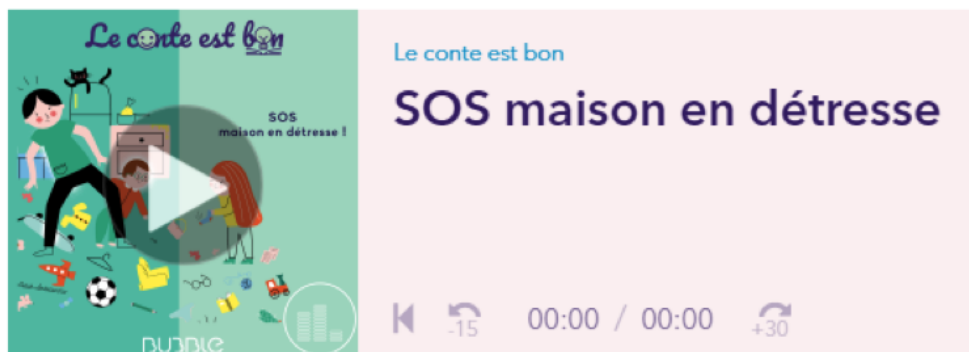 Le conte est bon
SOS
maison en détresse !
BUBBLE
Le conte est bon
SOS maison en détresse
-15
00:00 / 00:00
+30